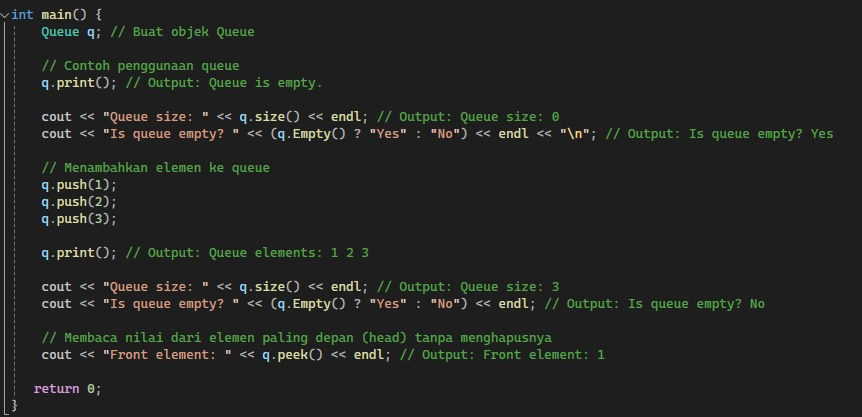 int main() {
Queue q; // Buat objek Queue
// Contoh penggunaan queue
q.print(); // Output: Queue is empty.
cout << "Queue size: " << q.size() << endl; // Output: Queue size: 0
cout << "Is queue empty? " << (q.Empty() ? "Yes" : "No") << endl << "\n"; // Output: Is queue empty? Yes
// Menambahkan elemen ke queue
q.push(1);
q.push(2);
q.push(3);
q.print(); // Output: Queue elements: 1 2 3
cout << "Queue size: " << q.size() << endl; // Output: Queue size: 3
cout << "Is queue empty? " << (q.Empty() ? "Yes" : "No") << endl; // Output: Is queue empty? No
// Membaca nilai dari elemen paling depan (head) tanpa menghapusnya
cout << "Front element: " << q.peek() << endl; // Output: Front element: 1
return 0;
}